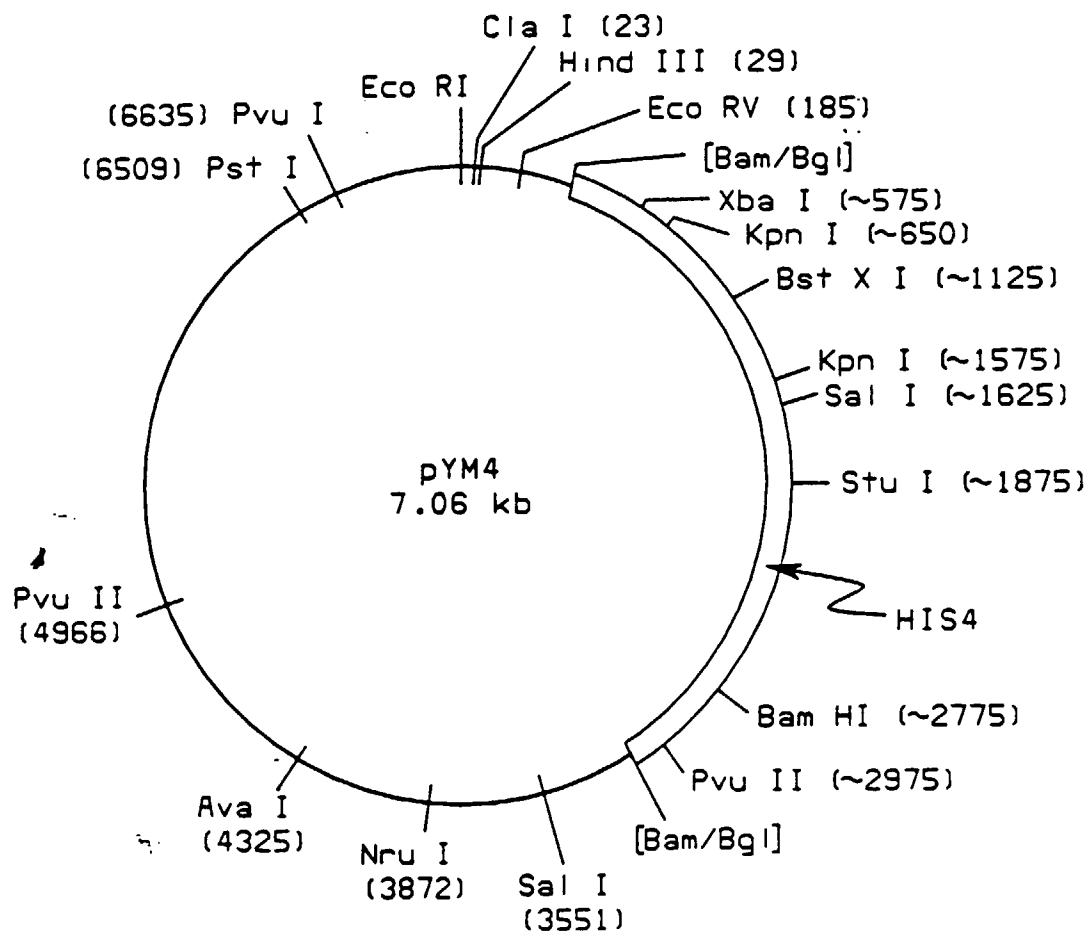 Cla I (23)
Hind III (29)
Eco RI
Eco RV (185)
(6635) Pvu I
[Bam/Bgl]
(6509) Pst I
Xba I (~575)
Kpn I (~650)
Bst X I (~1125)
Kpn I (~1575)
Sal I (~1625)
pYM4
7.06 kb
Stu I (~1875)
Pvu II
(4966)
HIS4
Bam HI (~2775)
Pvu II (~2975)
Ava I
(4325)
[Bam/Bgl]
Nru I
(3872)
Sal I
(3551)